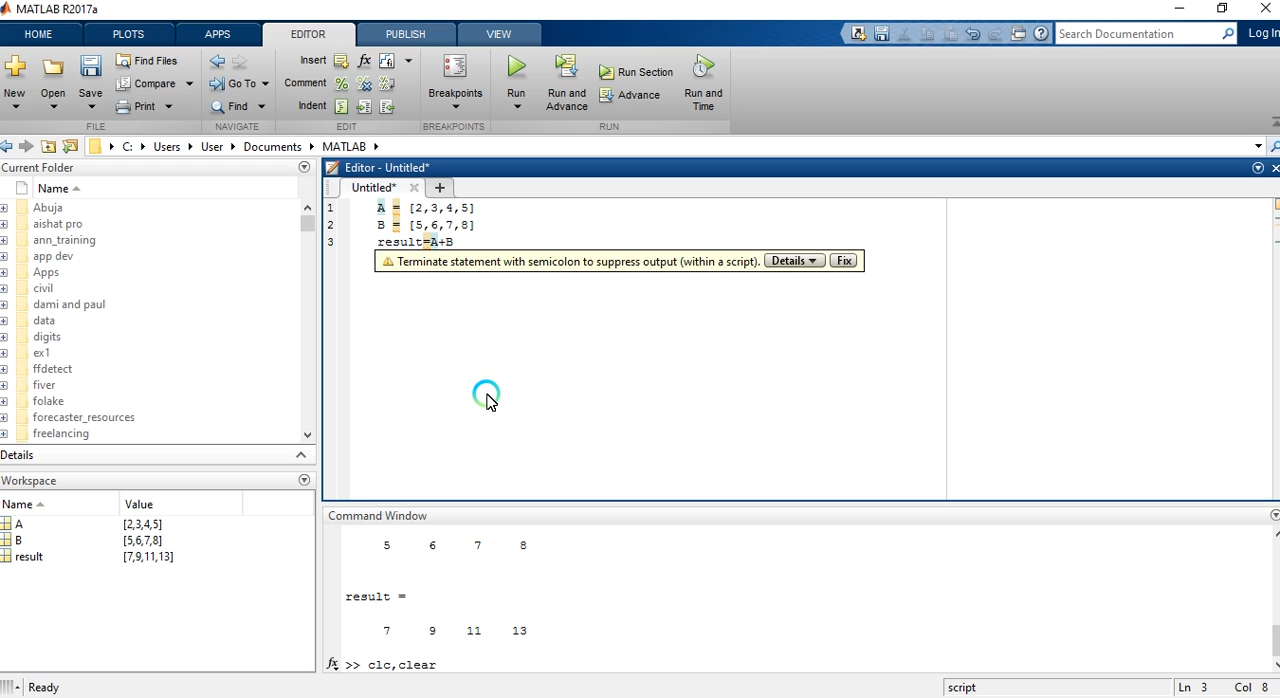 MATLAB R2017a
HOME PLOTS APPS EDITOR PUBLISH VIEW
Search Documentation
Log In
New
Open
Save
Find Files
Compare
Print
FILE
Go To
Find
NAVIGATE
Insert
Comment
Indent
EDIT
Breakpoints
BREAKPOINTS
Run
Run and Advance
Run Section
Advance
Run and Time
RUN
C: Users User Documents MATLAB
Current Folder
Name
Abuja
aishat pro
ann_training
app dev
Apps
civil
dami and paul
data
digits
ex1
ffdetect
fiver
folake
forecaster_resources
freelancing
Details
Workspace
Name Value
A [2,3,4,5]
B [5,6,7,8]
result [7,9,11,13]
Editor - Untitled*
Untitled*
1 A = [2,3,4,5]
2 B = [5,6,7,8]
3 result=A+B
Terminate statement with semicolon to suppress output (within a script). Details Fix
Command Window
5 6 7 8
result =
7 9 11 13
fx >> clc,clear
Ready
script
Ln 3 Col 8